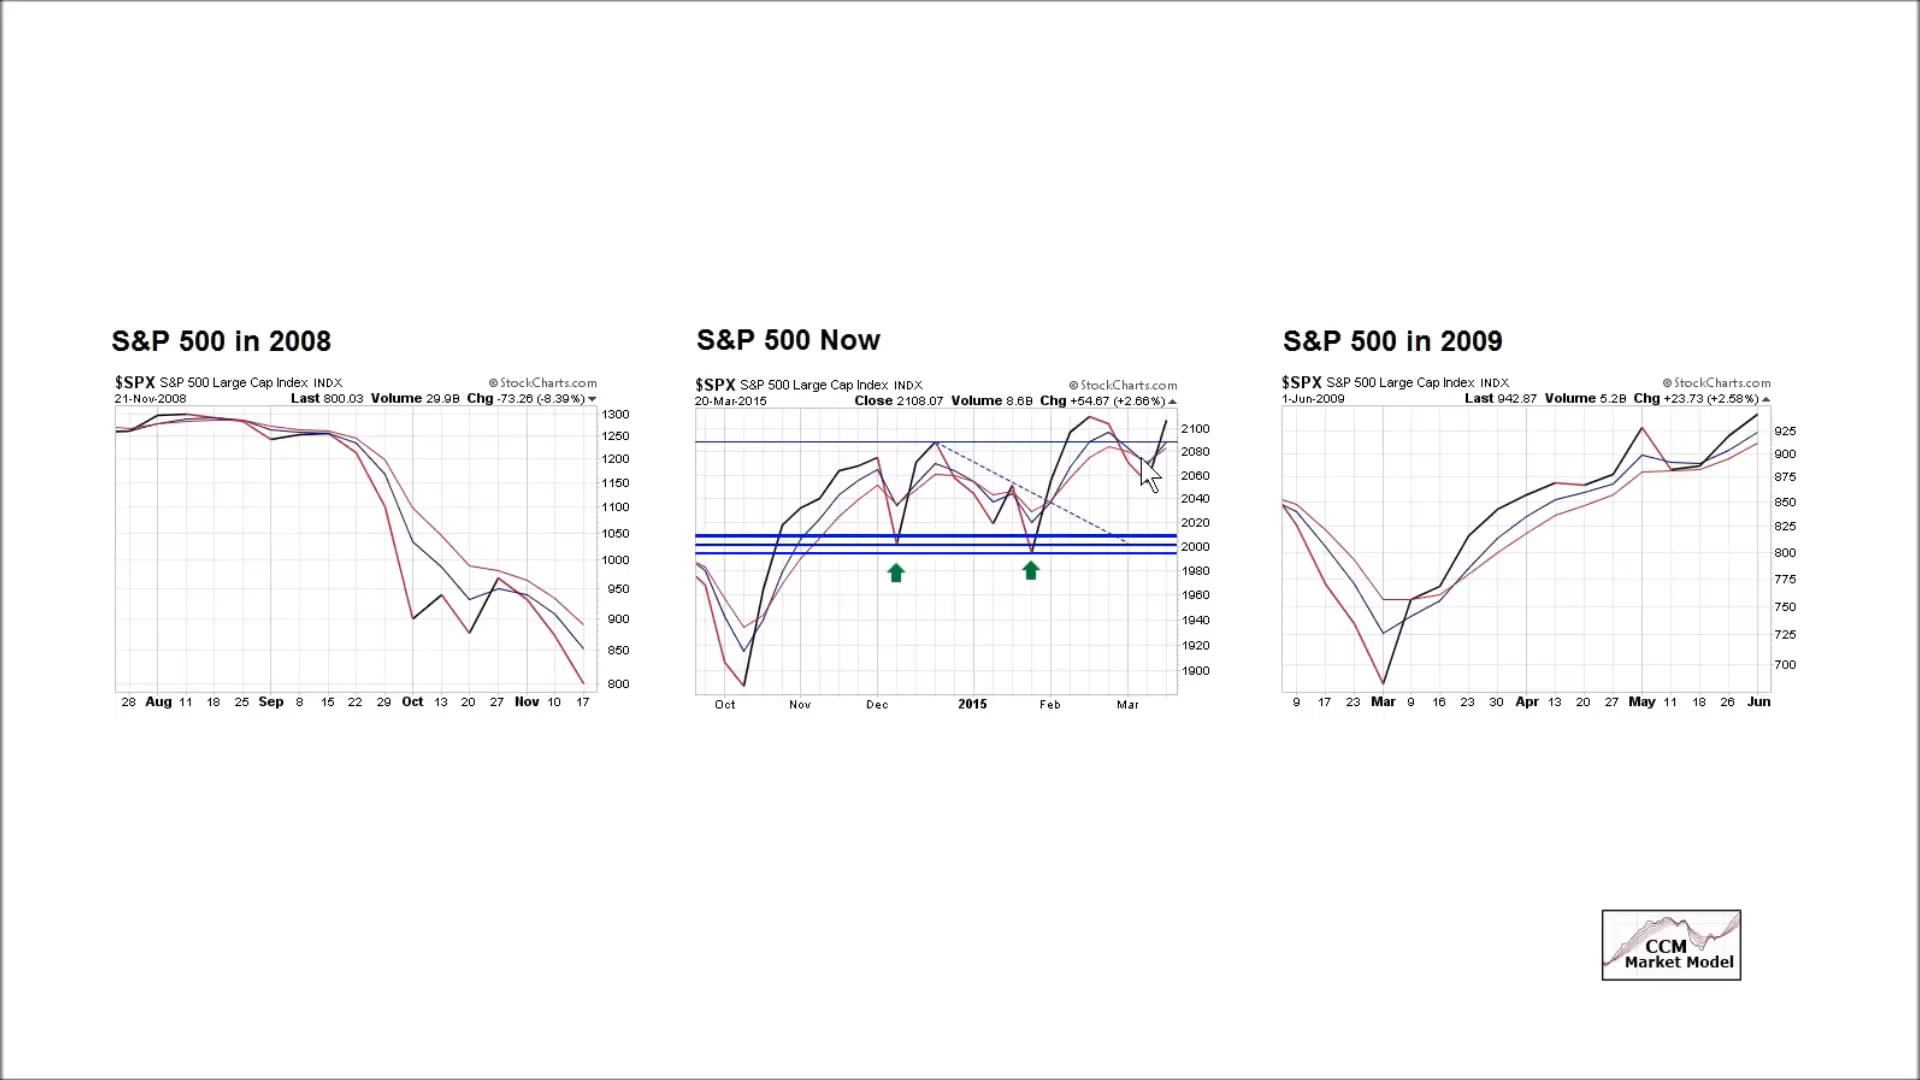 S&P 500 in 2008
$SPX S&P 500 Large Cap Index INDX ©StockCharts.com
21-Nov-2008 Last 800.03 Volume 29.9B Chg -73.26 (-8.39%)
1300
1250
1200
1150
1100
1050
1000
950
900
850
800
28 Aug 11 18 25 Sep 8 15 22 29 Oct 13 20 27 Nov 10 17
S&P 500 Now
$SPX S&P 500 Large Cap Index INDX ©StockCharts.com
20-Mar-2015 Close 2108.07 Volume 8.6B Chg +54.67 (+2.66%)
2100
2080
2060
2040
2020
2000
1980
1960
1940
1920
1900
Oct Nov Dec 2015 Feb Mar
S&P 500 in 2009
$SPX S&P 500 Large Cap Index INDX ©StockCharts.com
1-Jun-2009 Last 942.87 Volume 5.2B Chg +23.73 (+2.58%)
925
900
875
850
825
800
775
750
725
700
9 17 23 Mar 9 16 23 30 Apr 13 20 27 May 11 18 26 Jun
CCM
Market Model